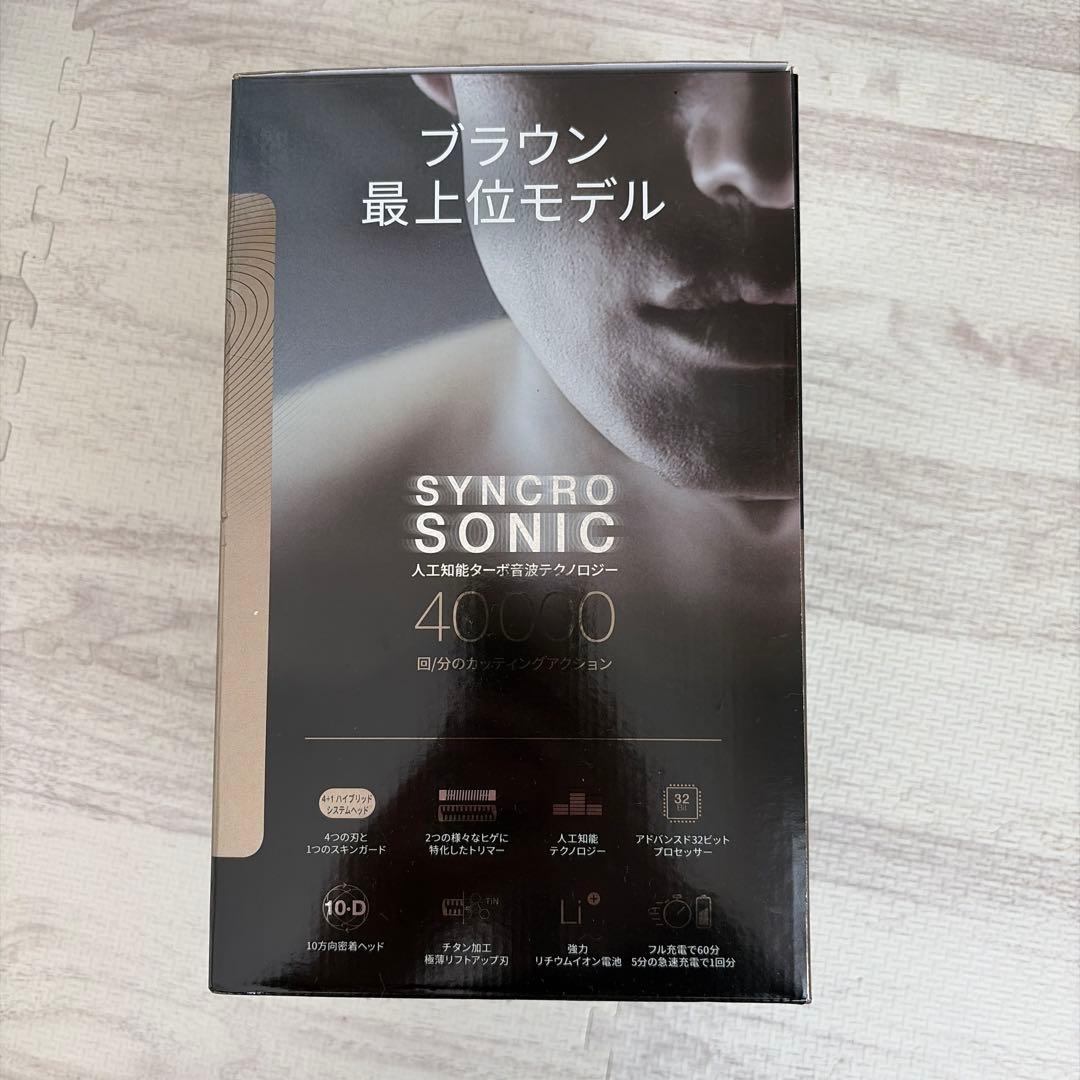 ブラウン
最上位モデル
SYNCRO
SONIC
人工知能ターボ音波テクノロジー
40,000
回/分のカッティングアクション
4+1 ハイブリッド
システムヘッド
4つの刃と
1つのスキンガード
2つの様々なヒゲに
特化したトリマー
人工知能
テクノロジー
32
Bit
アドバンスド32ビット
プロセッサー
10・D
10方向密着ヘッド
TiN
チタン加工
極薄リフトアップ刃
Li+
強力
リチウムイオン電池
フル充電で60分
5分の急速充電で1回分